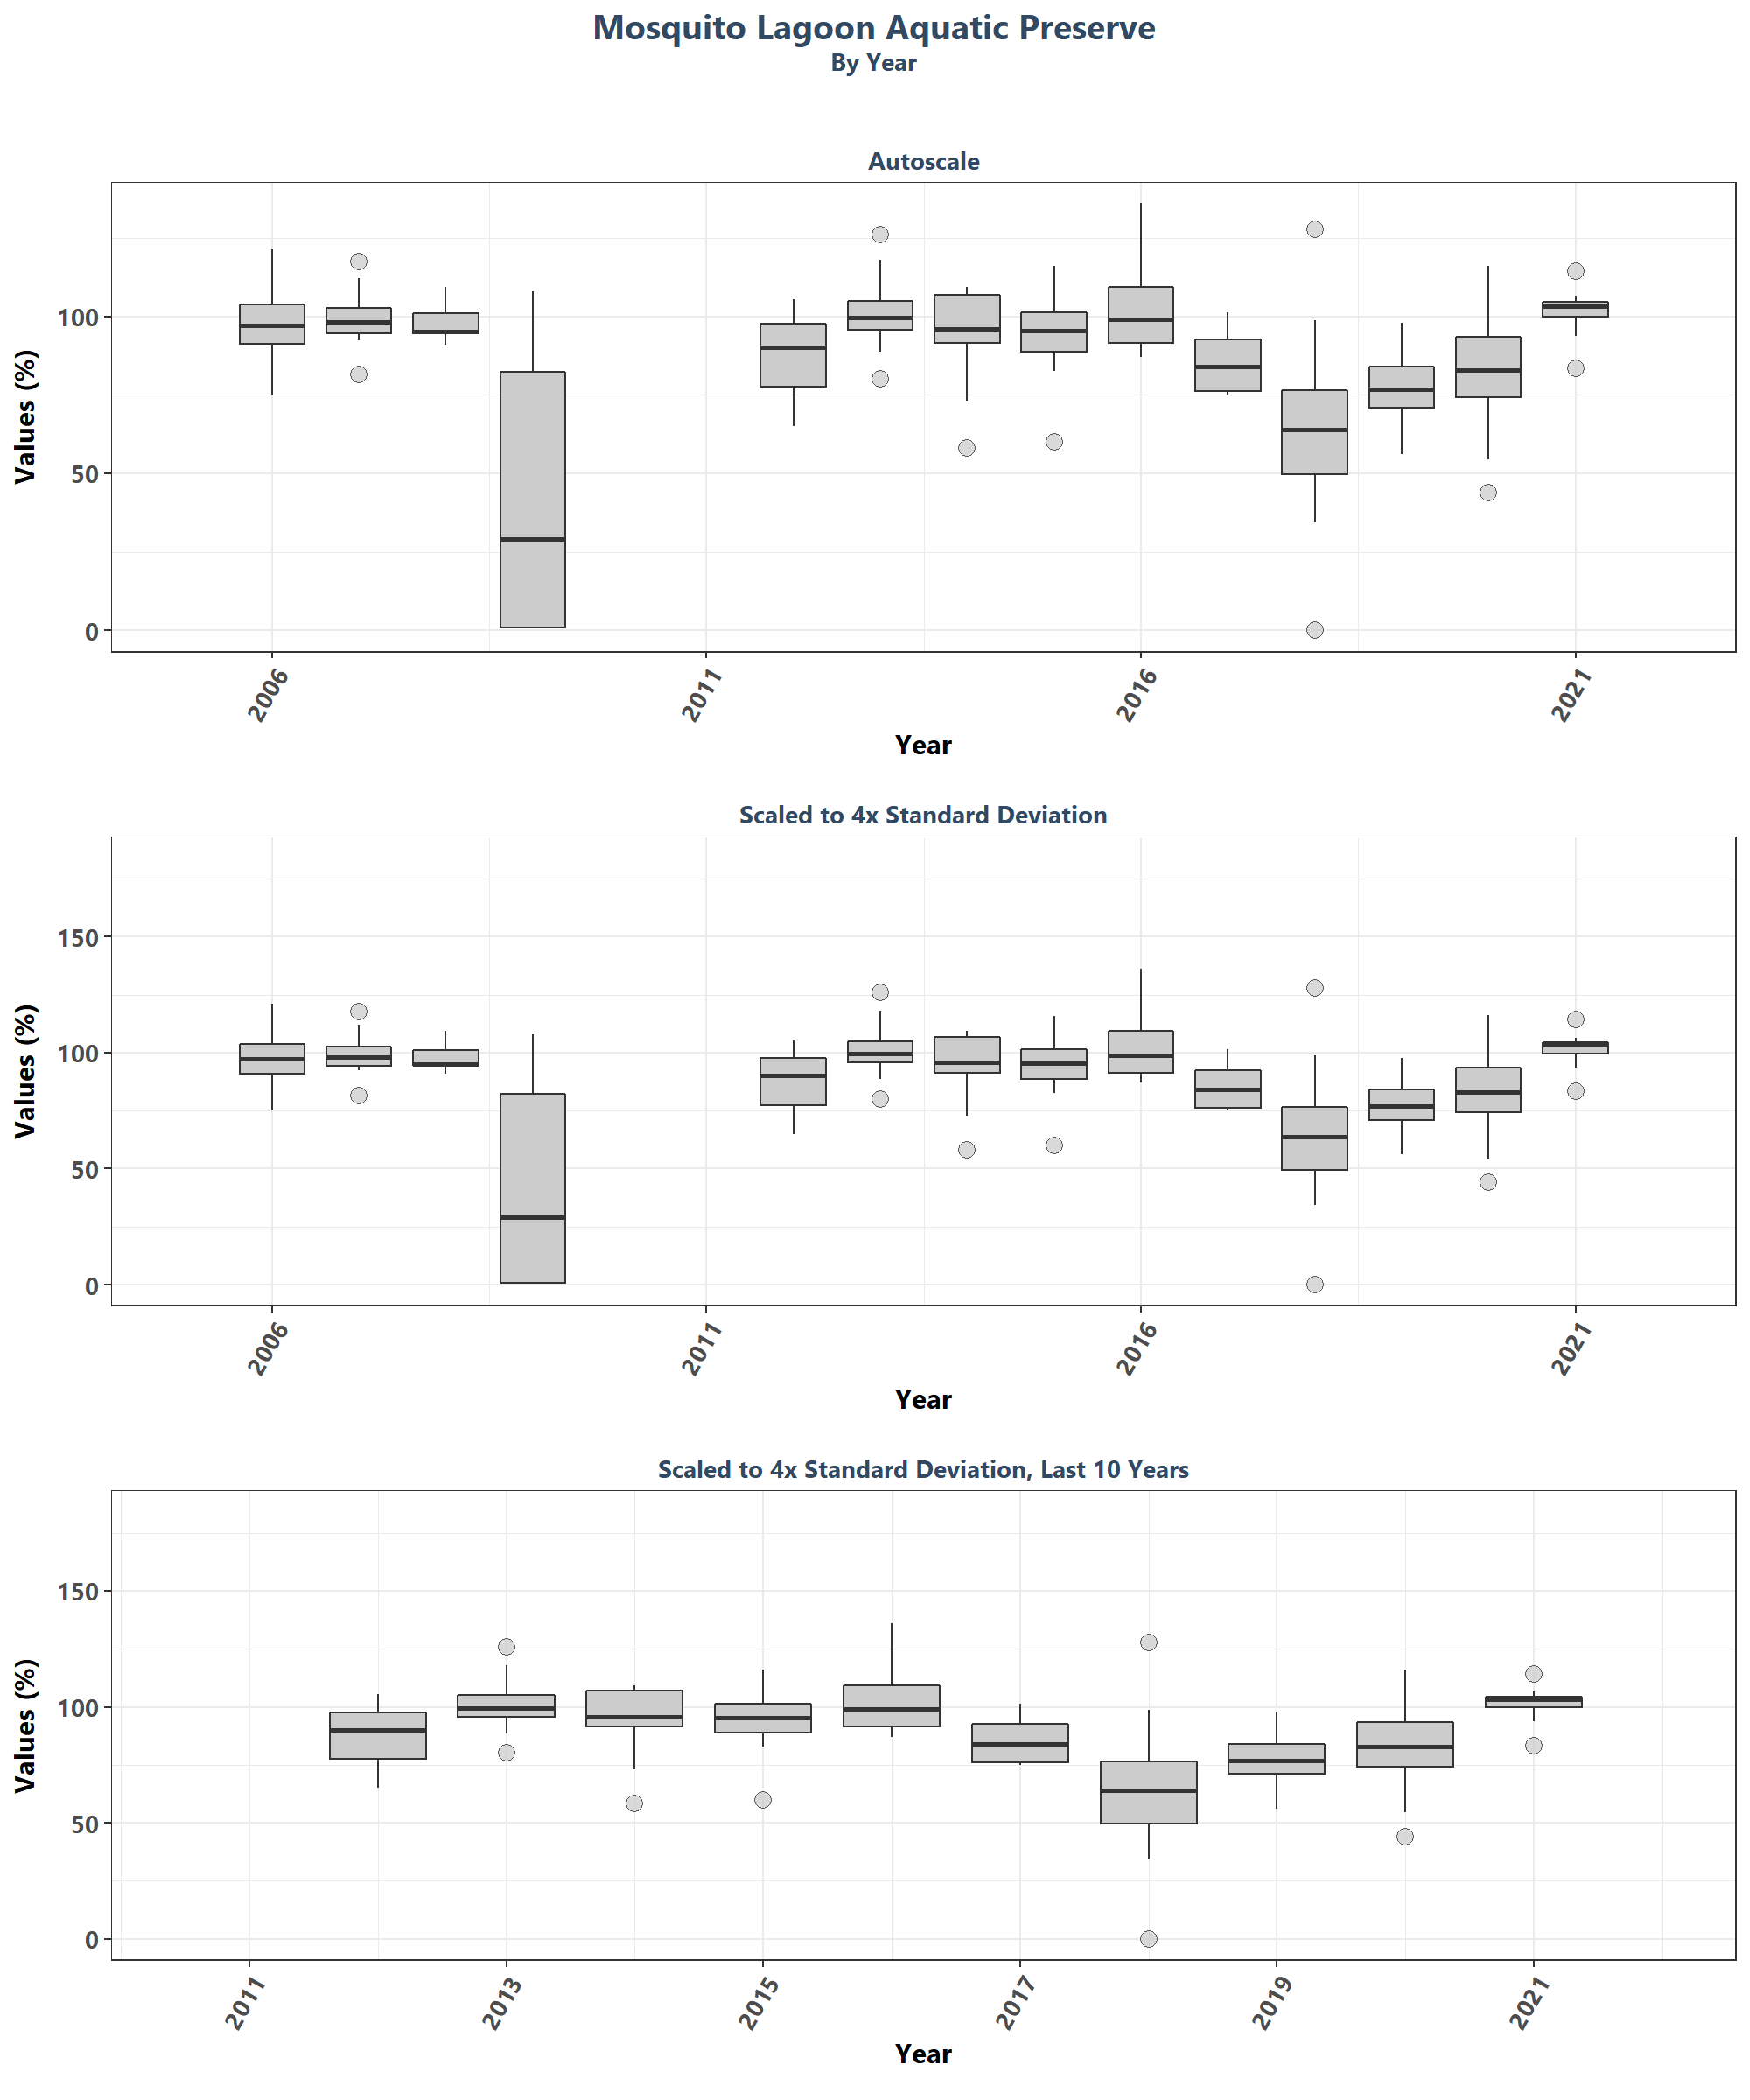 Mosquito Lagoon Aquatic Preserve
By Year
Autoscale
Values (%)
100
50
0
2006
2011
2016
2021
Year
Scaled to 4x Standard Deviation
Values (%)
150
100
50
0
2006
2011
2016
2021
Year
Scaled to 4x Standard Deviation, Last 10 Years
Values (%)
150
100
50
0
2011
2013
2015
2017
2019
2021
Year